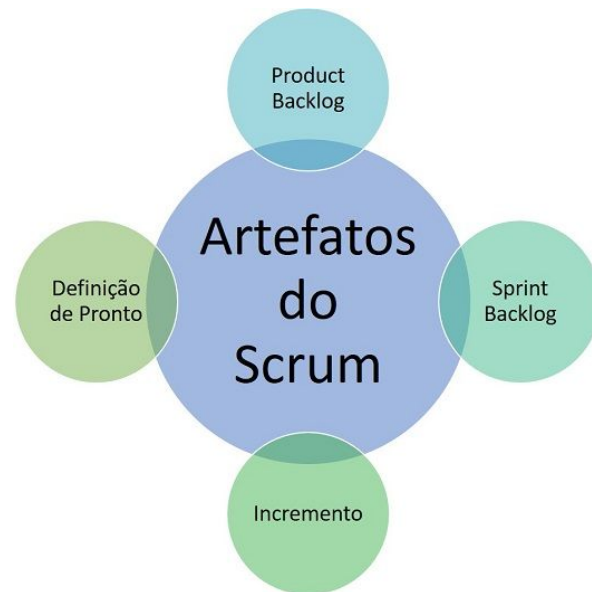 Product
Backlog
Artefatos
do
Scrum
Definição
de Pronto
Sprint
Backlog
Incremento